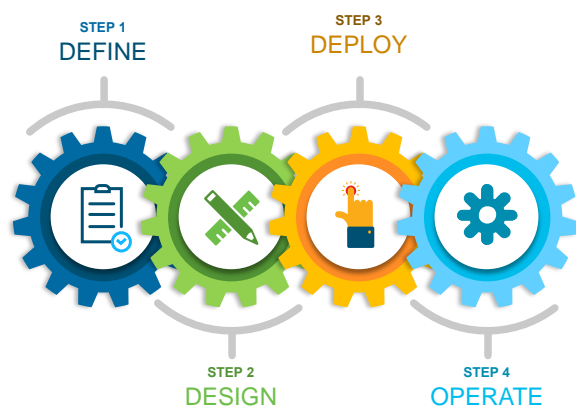 STEP 1
DEFINE
STEP 2
DESIGN
STEP 3
DEPLOY
STEP 4
OPERATE